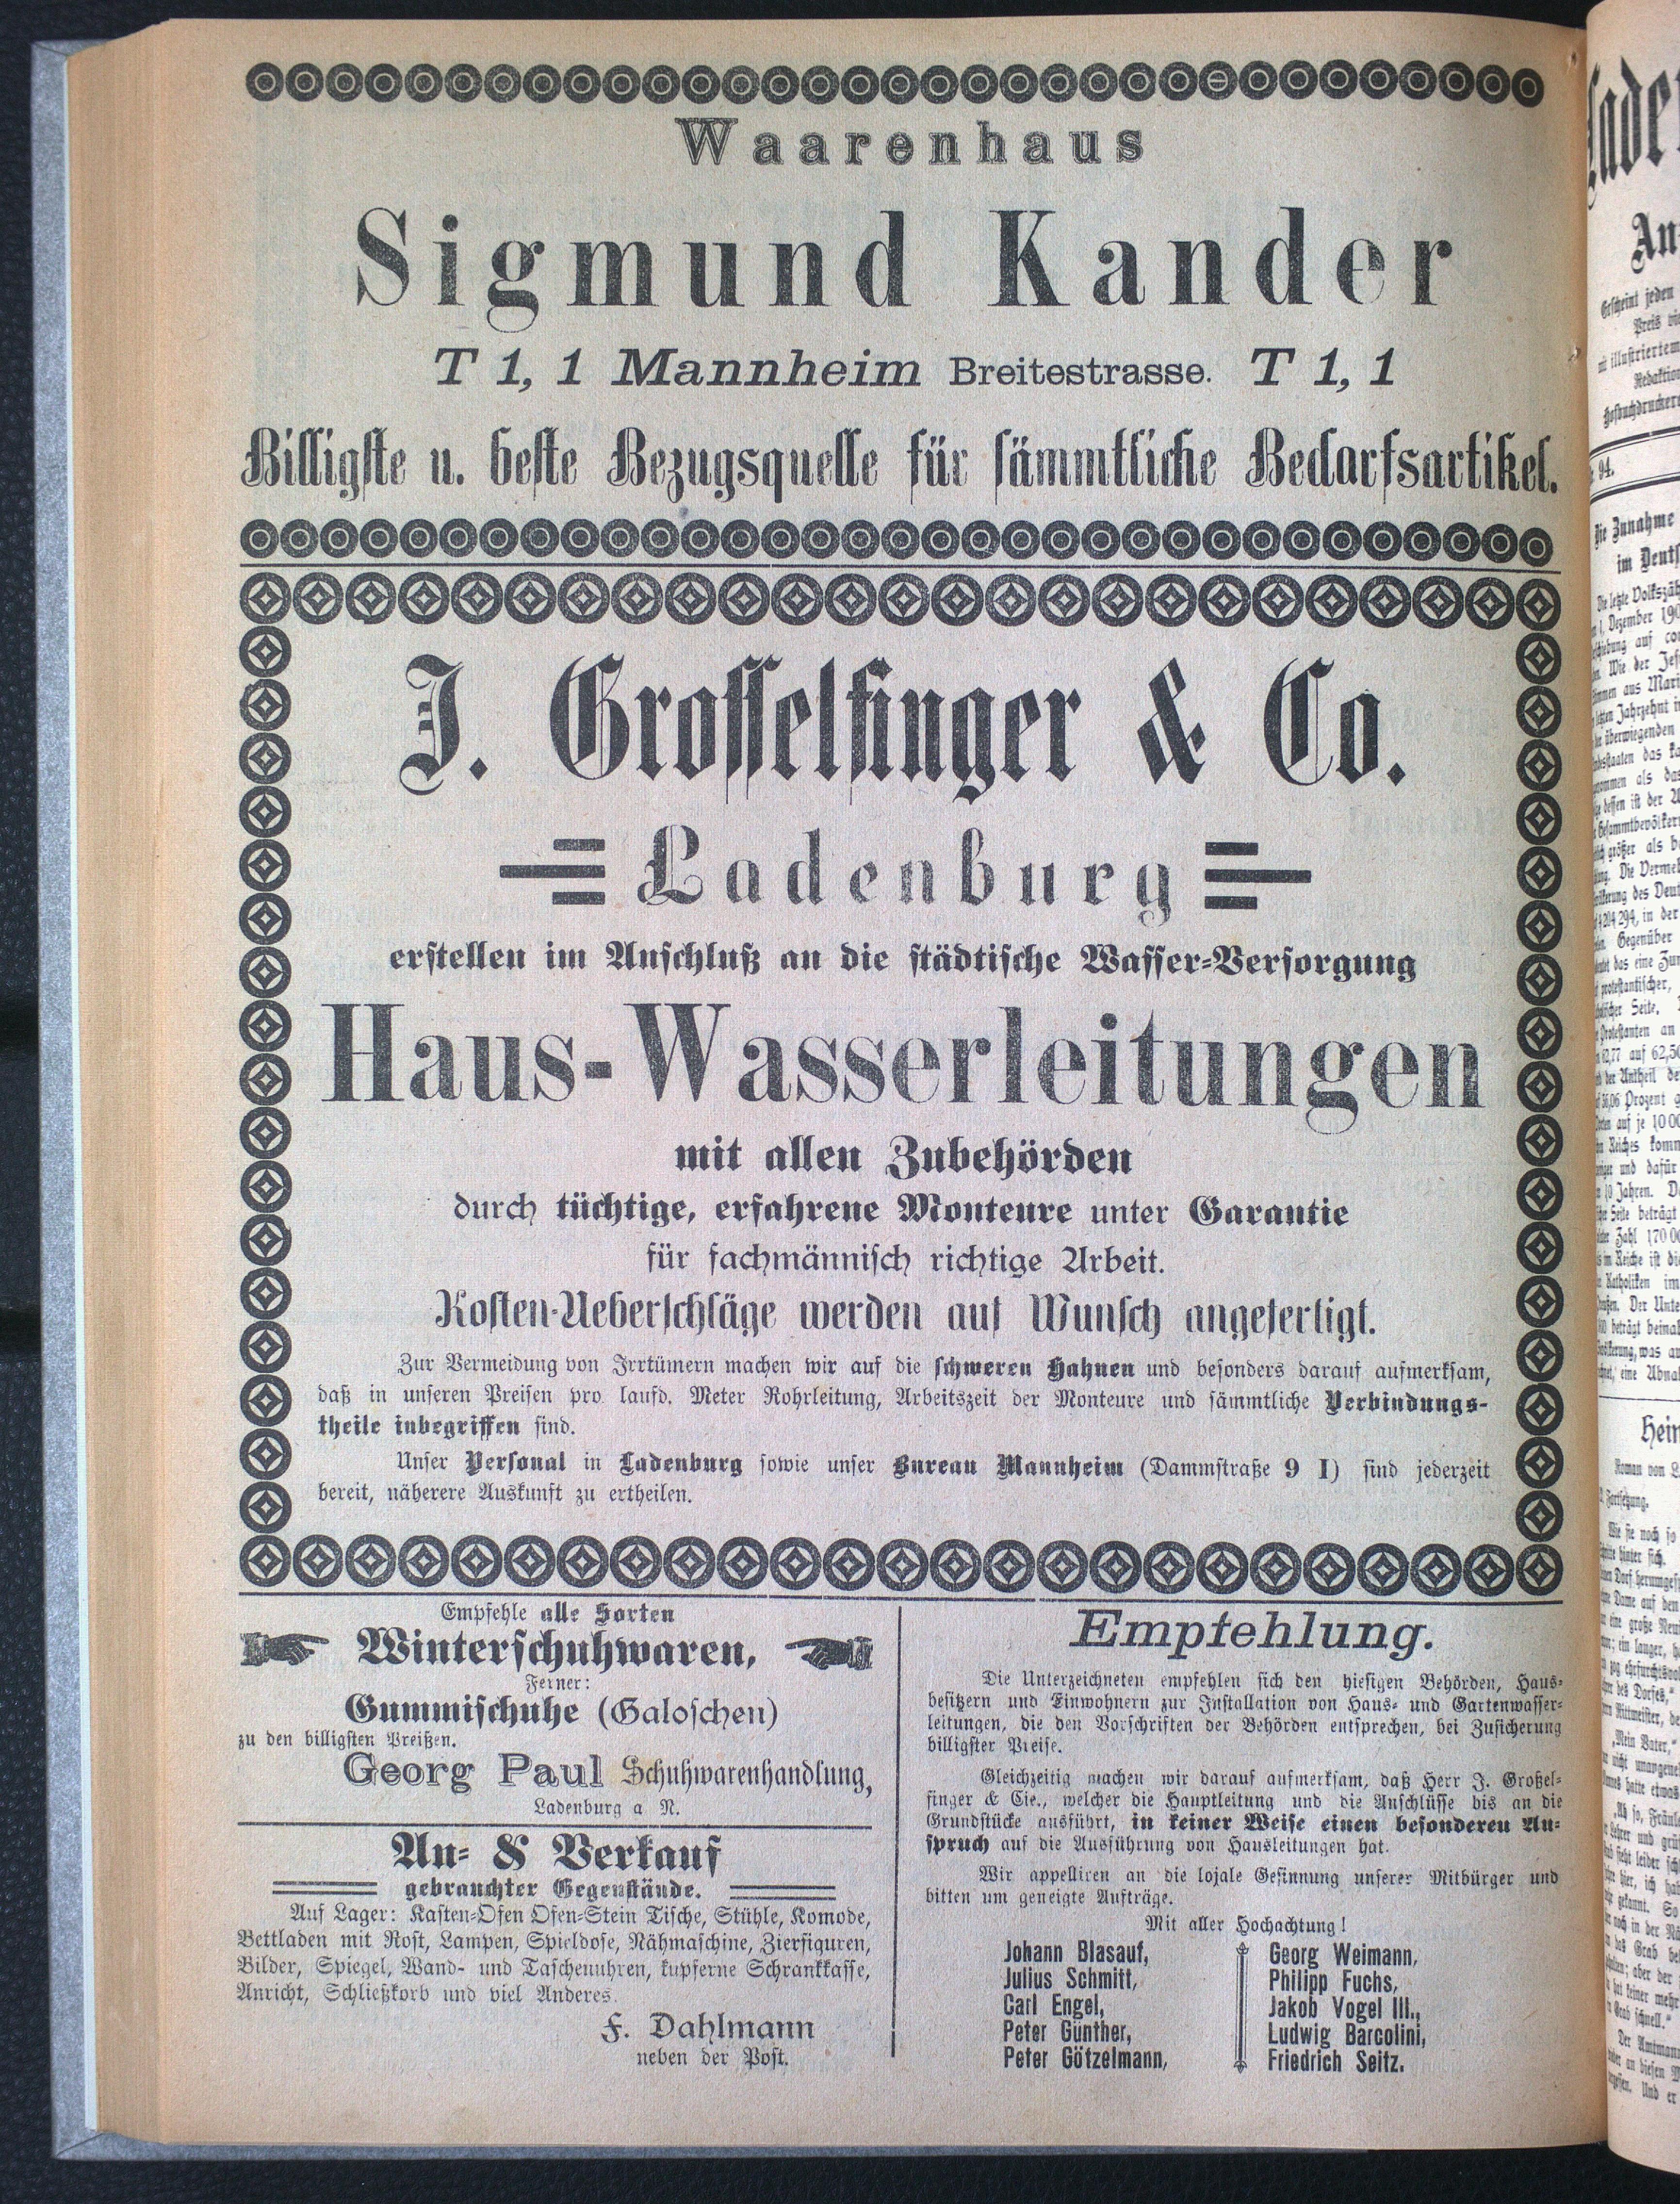 Waarenhaus
Sigmund Kander
T 1, 1 Mannheim Breitestrasse. T 1, 1
Billigste u. beste Bezugsquelle für sämmtliche Bedarfsartikel.
J. Grosselfinger & Co.
Ladenburg
erstellen im Anschluß an die städtische Wasser-Versorgung
Haus-Wasserleitungen
mit allen Zubehörden
durch tüchtige, erfahrene Monteure unter Garantie
für fachmännisch richtige Arbeit.
Kosten-Ueberschläge werden auf Wunsch angefertigt.
Zur Vermeidung von Irrtümern machen wir auf die schweren Hahnen und besonders darauf aufmerksam,
daß in unseren Preisen pro laufd. Meter Rohrleitung, Arbeitszeit der Monteure und sämmtliche Verbindungs-
theile inbegriffen sind.
Unser Personal in Ladenburg sowie unser Bureau Mannheim (Dammstraße 9 I) sind jederzeit
bereit, näherere Auskunft zu ertheilen.
Empfehle alle Sorten
Winterschuhwaren,
Ferner:
Gummischuhe (Galoschen)
zu den billigsten Preißen.
Georg Paul Schuhwarenhandlung,
Ladenburg a N.
An- & Verkauf
gebrauchter Gegenstände.
Auf Lager: Kasten-Ofen Ofen-Stein Tische, Stühle, Komode,
Bettladen mit Rost, Lampen, Spieldose, Nähmaschine, Zierfiguren,
Bilder, Spiegel, Wand- und Taschenuhren, kupferne Schrankkasse,
Anricht, Schließkorb und viel Anderes.
F. Dahlmann
neben der Post.
Empfehlung.
Die Unterzeichneten empfehlen sich den hiesigen Behörden, Haus-
besitzern und Einwohnern zur Installation von Haus- und Gartenwasser-
leitungen, die den Vorschriften der Behörden entsprechen, bei Zusicherung
billigster Preise.
Gleichzeitig machen wir darauf aufmerksam, daß Herr J. Großel-
finger & Cie., welcher die Hauptleitung und die Anschlüsse bis an die
Grundstücke ausführt, in keiner Weise einen besonderen An-
spruch auf die Ausführung von Hausleitungen hat.
Wir appelliren an die lojale Gesinnung unserer Mitbürger und
bitten um geneigte Aufträge.
Mit aller Hochachtung!
Johann Blasauf,
Julius Schmitt,
Carl Engel,
Peter Günther,
Peter Götzelmann,
Georg Weimann,
Philipp Fuchs,
Jakob Vogel III.,
Ludwig Barcolini,
Friedrich Seitz.
Erscheint jeden
Preis
mit illustriertem
94.
Die Zunahme
Roman von